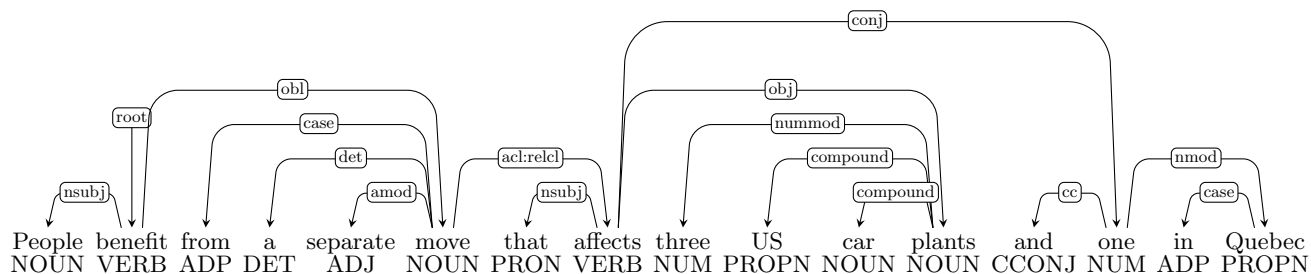 conj
obl obj
root
case nummod
det acl:relcl compound nmod
nsubj amod nsubj compound cc case
People benefit from a separate move that affects three US car plants and one in Quebec
NOUN VERB ADP DET ADJ NOUN PRON VERB NUM PROPN NOUN NOUN CCONJ NUM ADP PROPN